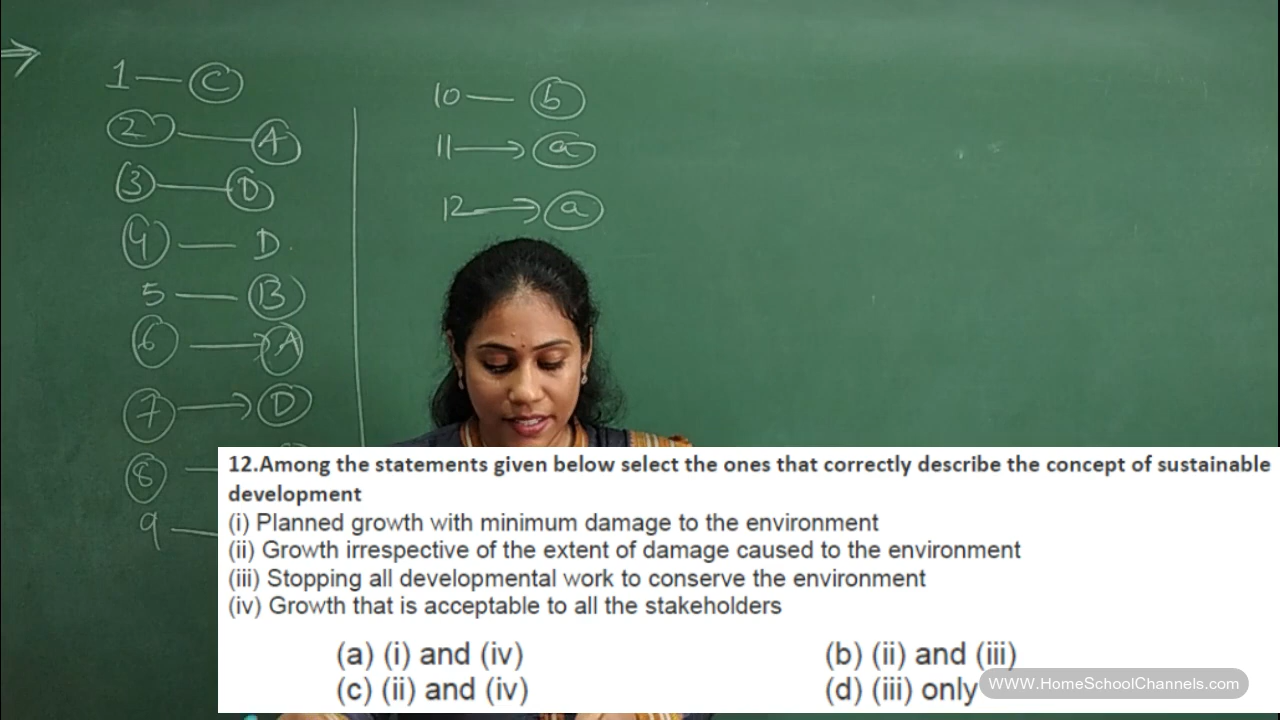 1 — C
2 — A
3 — D
4 — D.
5 — B
6 → A
7 → D
8 —
9 —
10 — b
11 → a
12 → a
12.Among the statements given below select the ones that correctly describe the concept of sustainable
development
(i) Planned growth with minimum damage to the environment
(ii) Growth irrespective of the extent of damage caused to the environment
(iii) Stopping all developmental work to conserve the environment
(iv) Growth that is acceptable to all the stakeholders
(a) (i) and (iv) (b) (ii) and (iii)
(c) (ii) and (iv) (d) (iii) only
WWW.HomeSchoolChannels.com